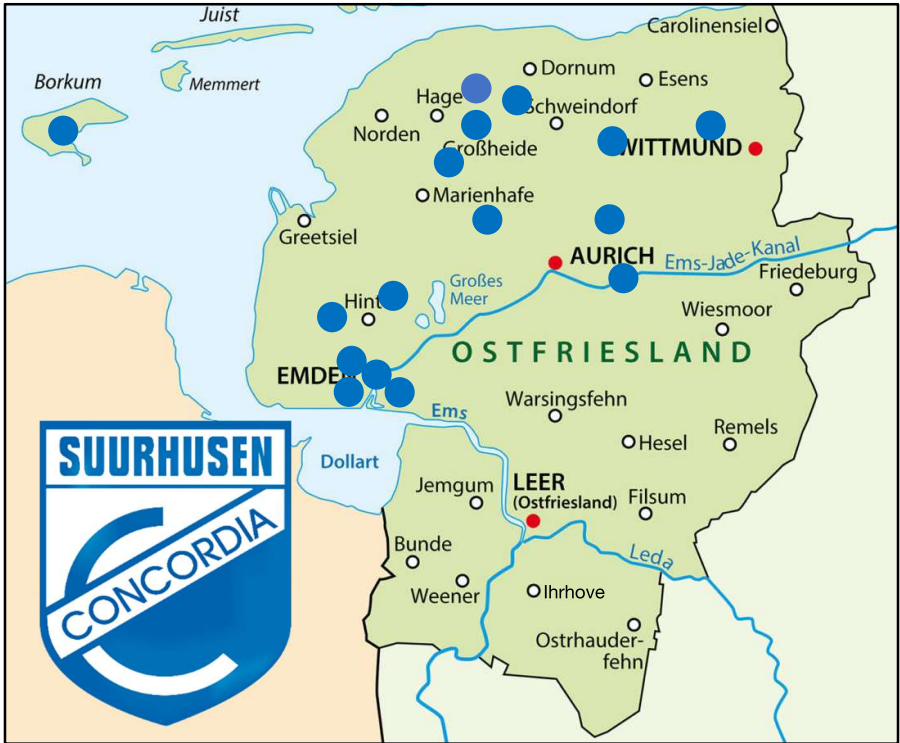 Juist
Carolinensiel
Borkum
Memmert
Dornum
Esens
Hage
Schweindorf
Norden
Großheide
WITTMUND
Marienhafe
Greetsiel
AURICH
Ems-Jade-Kanal
Friedeburg
Großes
Meer
Hint
Wiesmoor
OSTFRIESLAND
EMDE
Warsingsfehn
Ems
Remels
Hesel
SUURHUSEN
CONCORDIA
Dollart
Jemgum
LEER
(Ostfriesland)
Filsum
Bunde
Leda
Weener
Ihrhove
Ostrhauder-
fehn